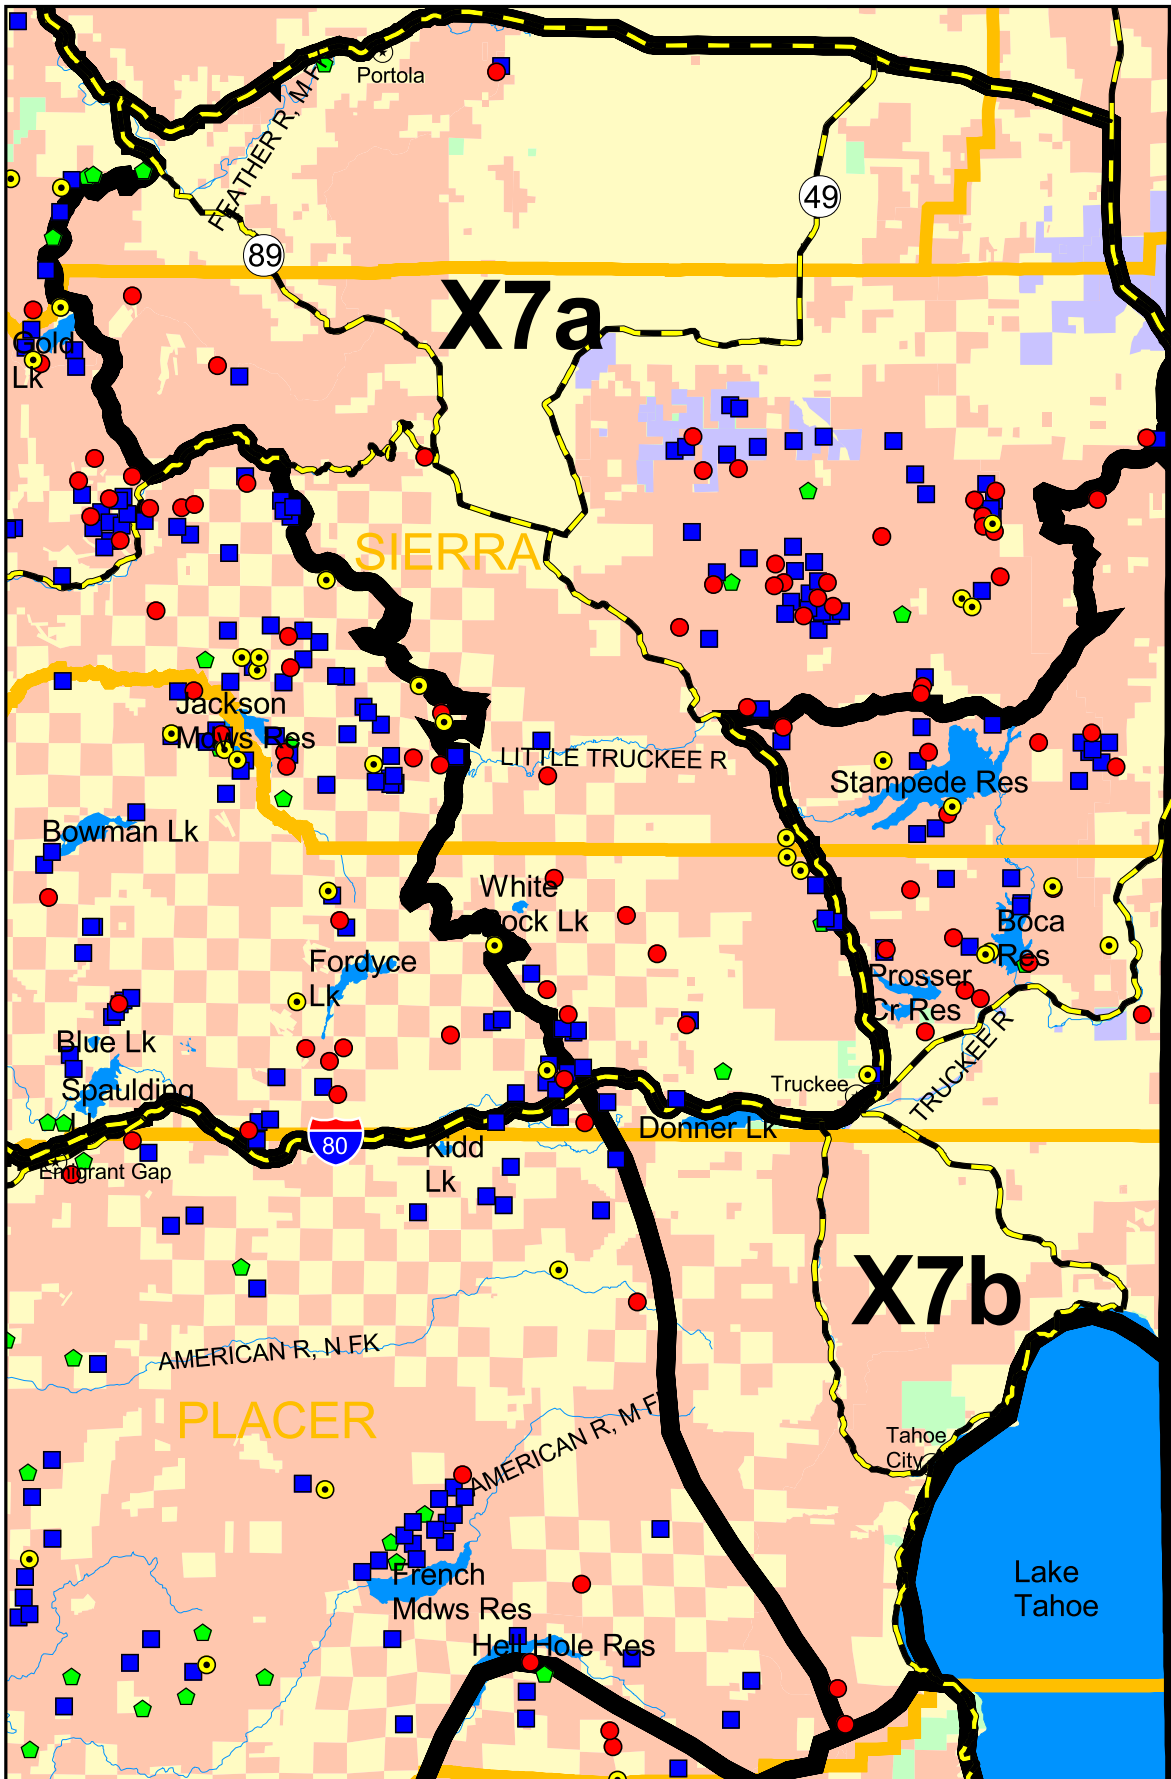 Portola
FEATHER R, M FK
49
89
X7a
Gold
Lk
SIERRA
Jackson
Mdws Res
LITTLE TRUCKEE R
Stampede Res
Bowman Lk
White
Rock Lk
Boca
Res
Fordyce
Lk
Prosser
Cr Res
Blue Lk
Spaulding
Lk
Truckee
TRUCKEE R
Donner Lk
80
Kidd
Lk
Emigrant Gap
X7b
AMERICAN R, N FK
PLACER
AMERICAN R, M FK
Tahoe
City
Lake
Tahoe
French
Mdws Res
Hell Hole Res